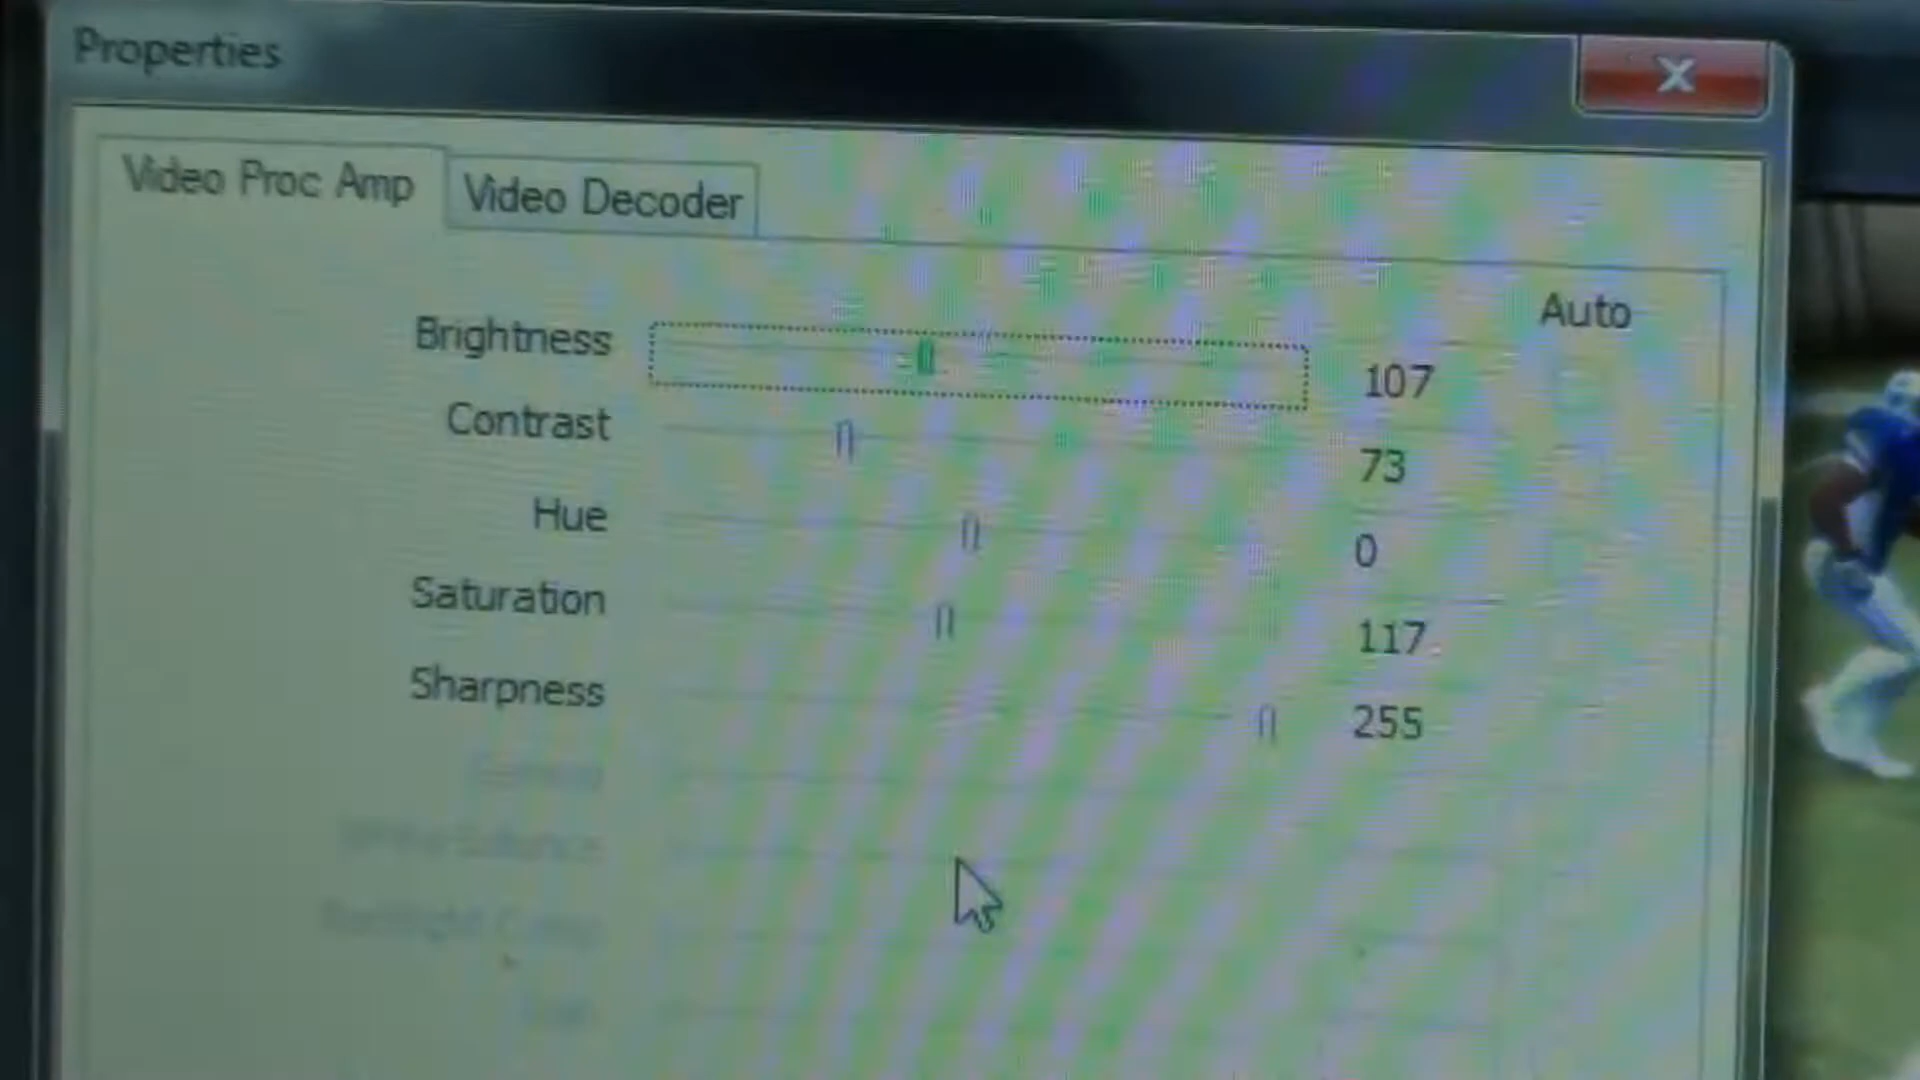 Properties
Video Proc Amp
Video Decoder
Auto
Brightness 107
Contrast 73
Hue 0
Saturation 117
Sharpness 255